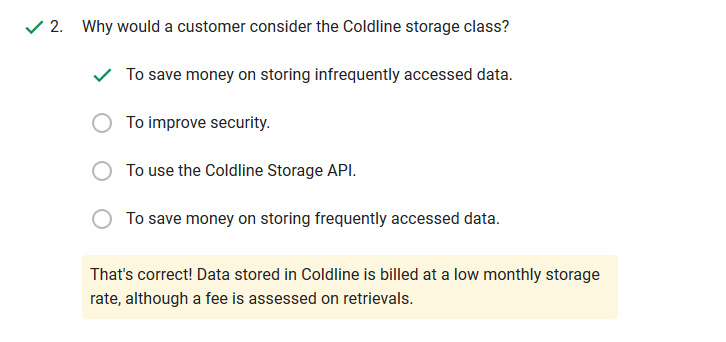 2. Why would a customer consider the Coldline storage class?
To save money on storing infrequently accessed data.
To improve security.
To use the Coldline Storage API.
To save money on storing frequently accessed data.
That's correct! Data stored in Coldline is billed at a low monthly storage
rate, although a fee is assessed on retrievals.